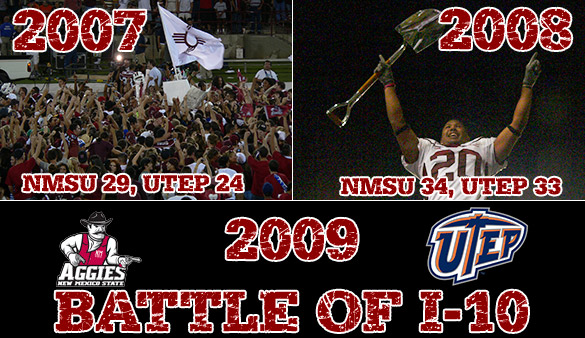 2007
NMSU 29, UTEP 24
2008
20
NMSU 34, UTEP 33
2009
AGGIES
NEW MEXICO STATE
UTEP
BATTLE OF I-10